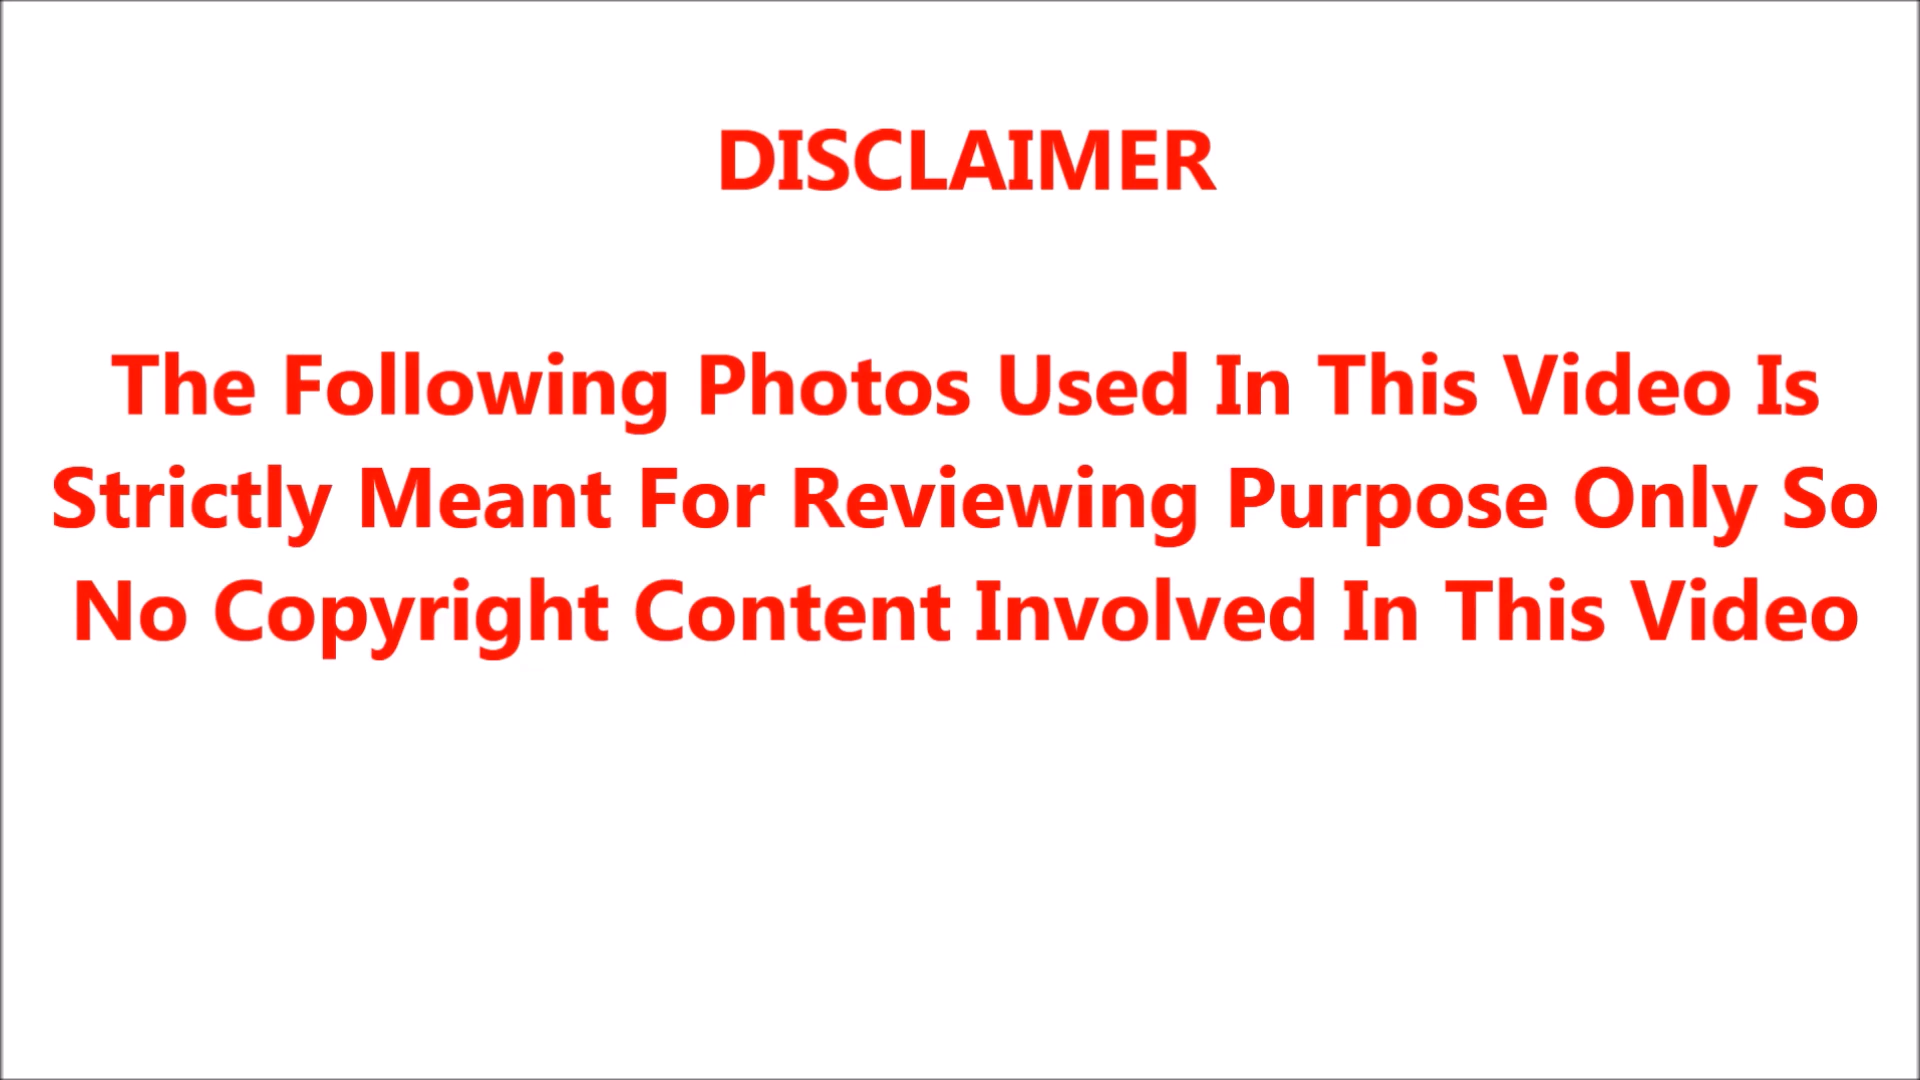 DISCLAIMER
The Following Photos Used In This Video Is
Strictly Meant For Reviewing Purpose Only So
No Copyright Content Involved In This Video